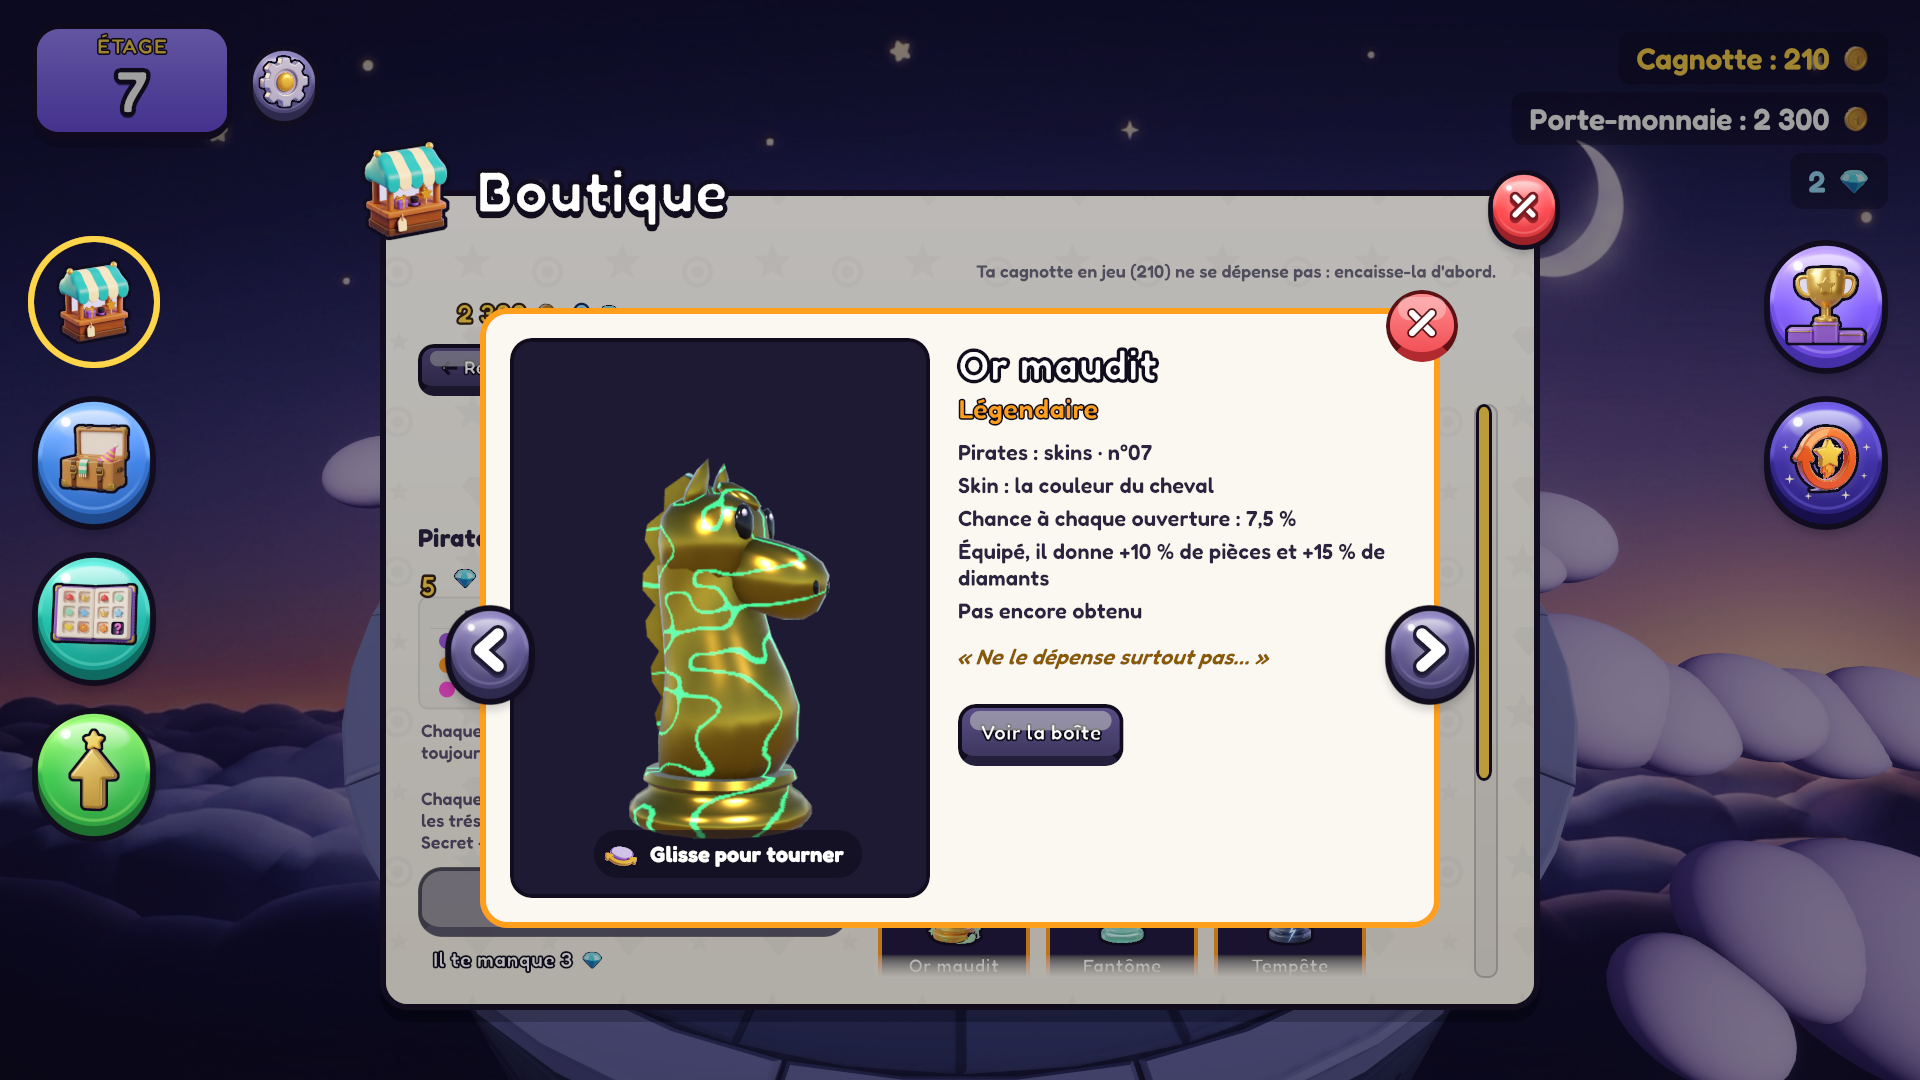 ÉTAGE
7
Cagnotte : 210
Porte-monnaie : 2 300
2
Boutique
Ta cagnotte en jeu (210) ne se dépense pas : encaisse-la d'abord.
Or maudit
Légendaire
Pirates : skins · n°07
Skin : la couleur du cheval
Chance à chaque ouverture : 7,5 %
Équipé, il donne +10 % de pièces et +15 % de
diamants
Pas encore obtenu
« Ne le dépense surtout pas... »
Voir la boîte
Glisse pour tourner
5
Chaque
les
Secret
Il te manque 3
Or maudit
Fantôme
Tempête